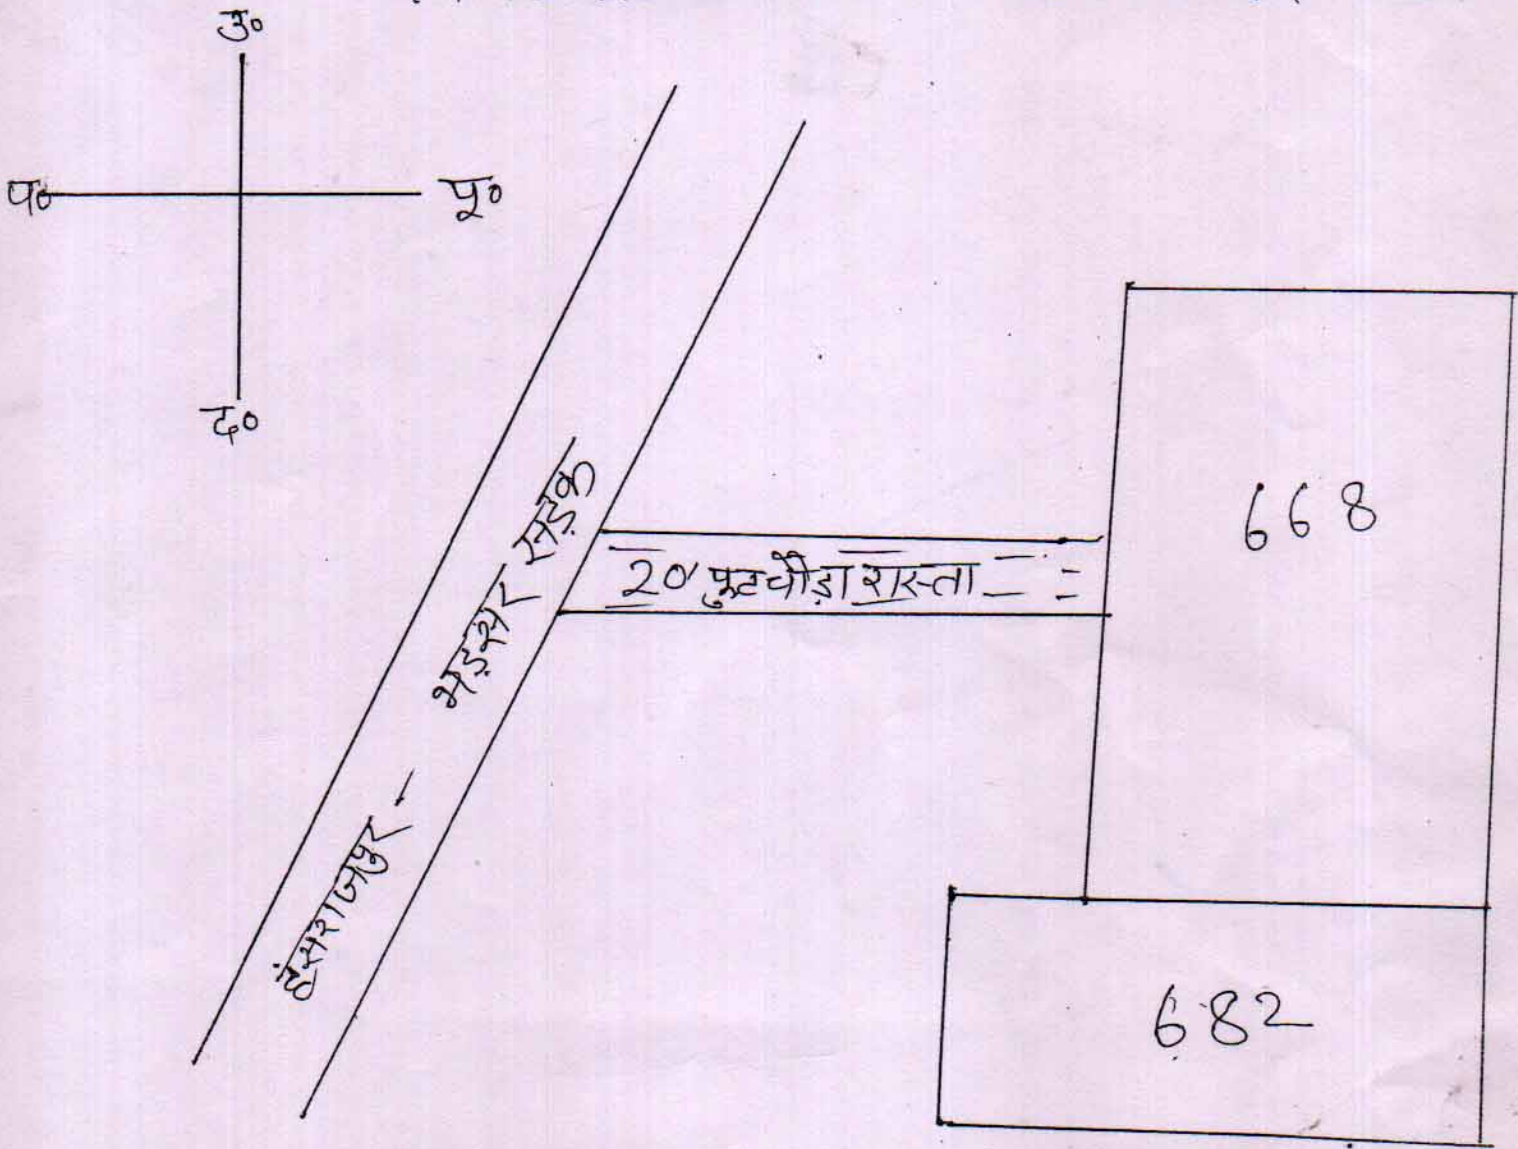 उ०
प०
पू०
द०
हंसराजपुर - भड़सर सड़क
20' फुट चौड़ा रास्ता
668
682